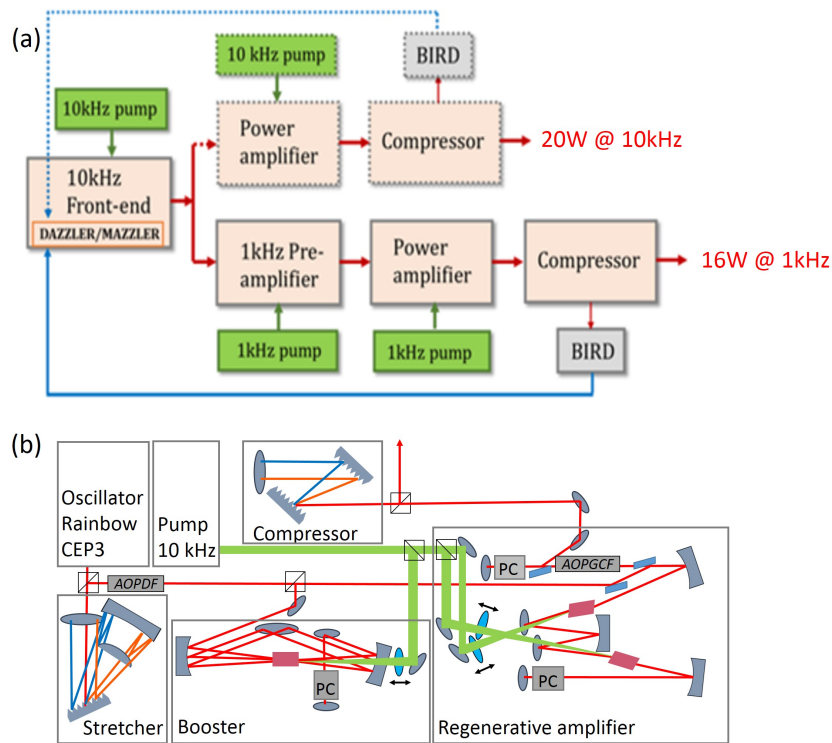 (a)
10 kHz pump
BIRD
10kHz pump
Power
amplifier
Compressor
20W @ 10kHz
10kHz
Front-end
DAZZLER/MAZZLER
1kHz Pre-
amplifier
Power
amplifier
Compressor
16W @ 1kHz
1kHz pump
1kHz pump
BIRD
(b)
Oscillator
Rainbow
CEP3
Pump
10 kHz
Compressor
PC
AOPGCF
AOPDF
PC
PC
Stretcher
Booster
Regenerative amplifier